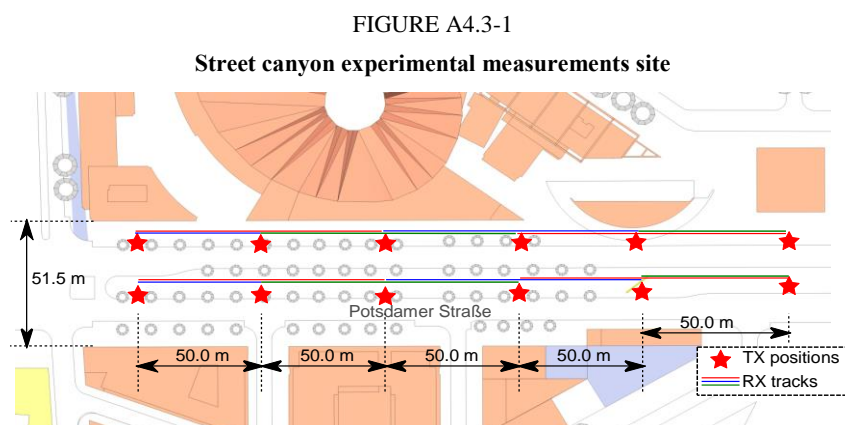 FIGURE A4.3-1
Street canyon experimental measurements site
51.5 m
Potsdamer Straße
50.0 m
50.0 m 50.0 m 50.0 m 50.0 m
TX positions
RX tracks